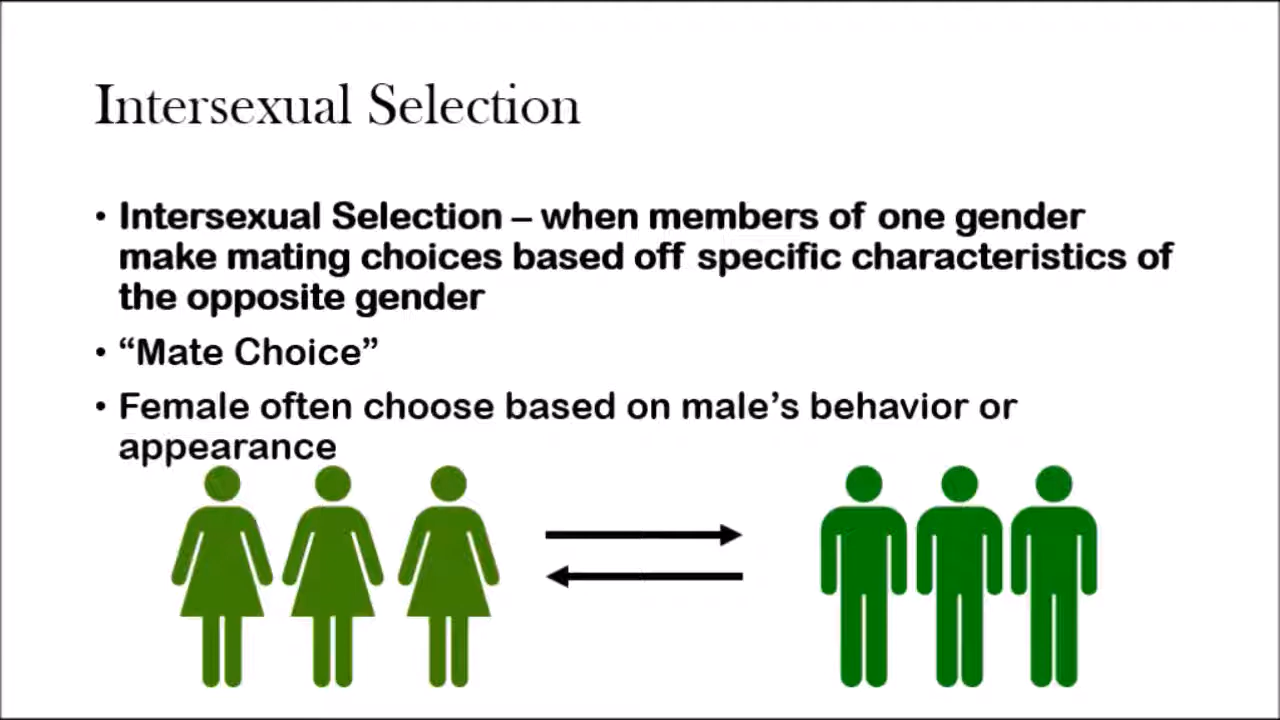 Intersexual Selection
• Intersexual Selection – when members of one gender
make mating choices based off specific characteristics of
the opposite gender
• “Mate Choice”
• Female often choose based on male’s behavior or
appearance